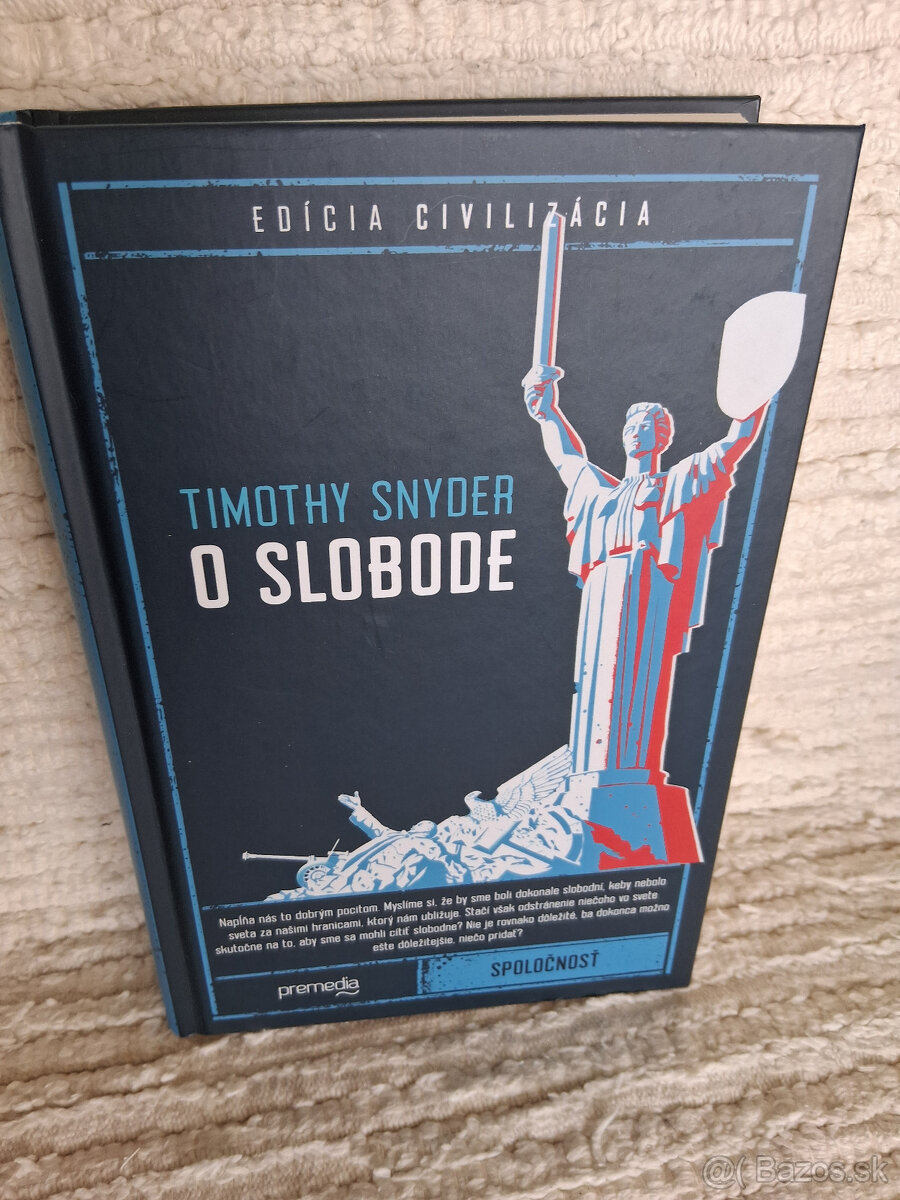 EDÍCIA CIVILIZÁCIA
TIMOTHY SNYDER
O SLOBODE
Napĺňa nás to dobrým pocitom. Myslíme si, že by sme boli dokonale slobodní, keby nebolo
sveta za našimi hranicami, ktorý nám ubližuje. Stačí však odstránenie niečoho vo svete
skutočne na to, aby sme sa mohli cítiť slobodne? Nie je rovnako dôležité, ba dokonca možno
ešte dôležitejšie, niečo pridať?
premedia
SPOLOČNOSŤ
@( Bazos.sk